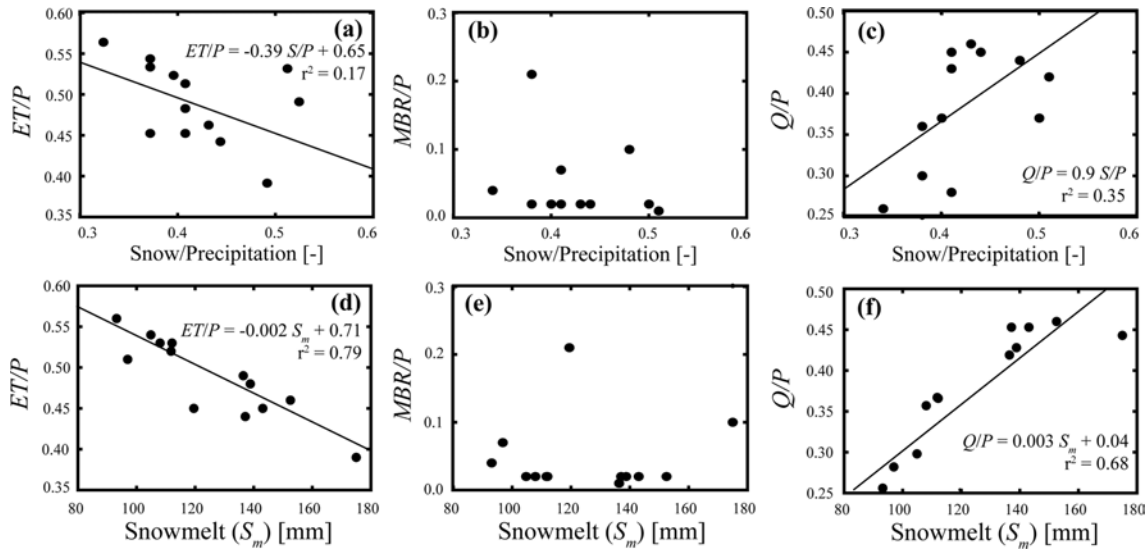 (a)
ET/P = -0.39 S/P + 0.65
r² = 0.17
ET/P
0.60
0.55
0.50
0.45
0.40
0.35
0.3
0.4
0.5
0.6
Snow/Precipitation [-]
(b)
MBR/P
0.3
0.2
0.1
0.0
0.3
0.4
0.5
0.6
Snow/Precipitation [-]
(c)
Q/P
0.50
0.45
0.40
0.35
0.30
0.25
Q/P = 0.9 S/P
r² = 0.35
0.3
0.4
0.5
0.6
Snow/Precipitation [-]
(d)
ET/P = -0.002 Sm + 0.71
r² = 0.79
ET/P
0.60
0.55
0.50
0.45
0.40
0.35
80
100
120
140
160
180
Snowmelt (Sm) [mm]
(e)
MBR/P
0.3
0.2
0.1
0.0
80
100
120
140
160
180
Snowmelt (Sm) [mm]
(f)
Q/P
0.50
0.45
0.40
0.35
0.30
0.25
Q/P = 0.003 Sm + 0.04
r² = 0.68
80
100
120
140
160
180
Snowmelt (Sm) [mm]